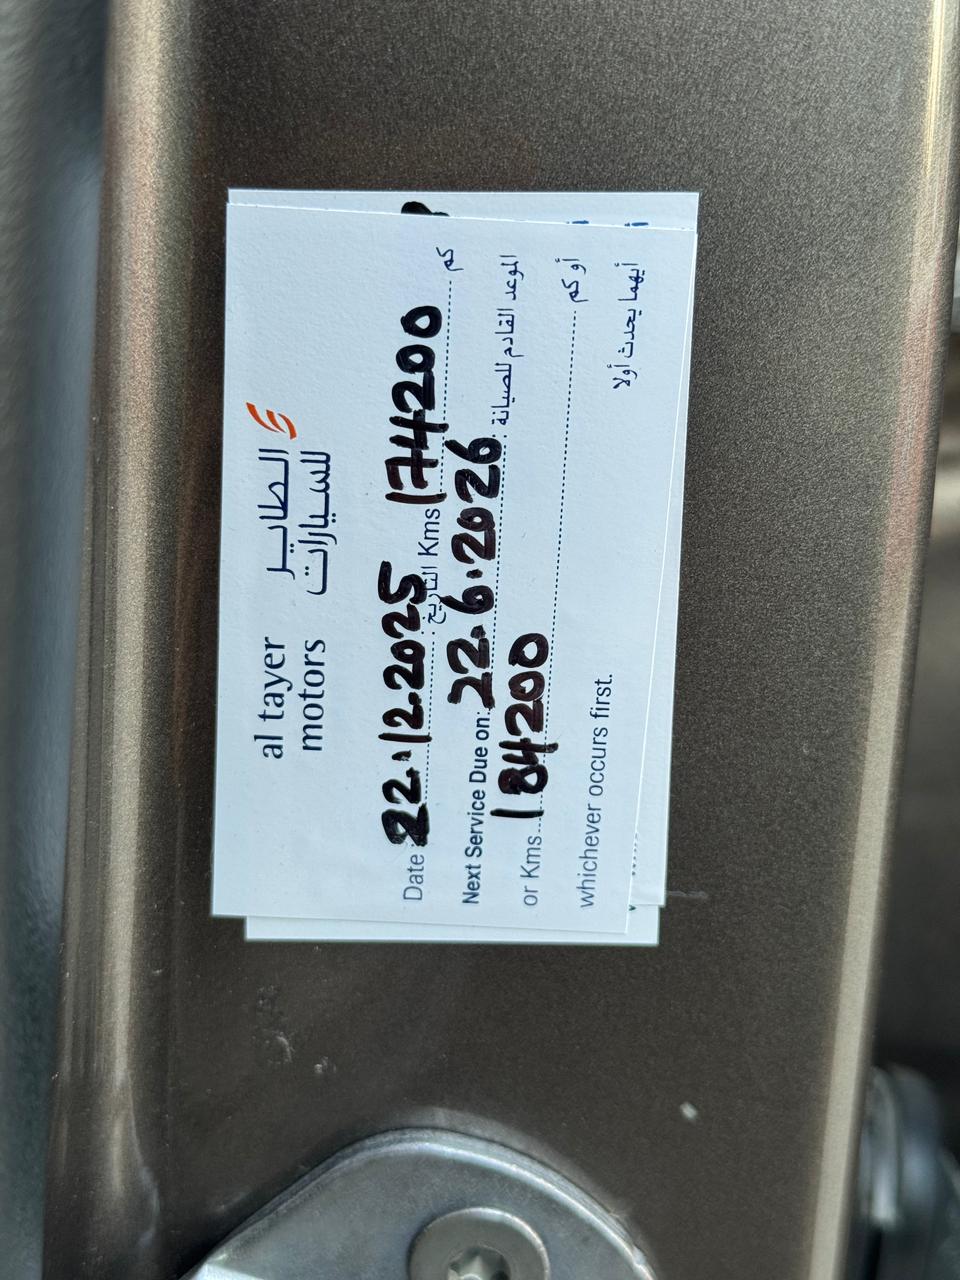 al tayer الطاير
motors للسيارات
Date: 22.12.2025 التاريخ Kms 174200 كم
Next Service Due on: 22.6.2026 الموعد القادم للصيانة
or Kms 184200 أو كم
whichever occurs first. أيهما يحدث أولا